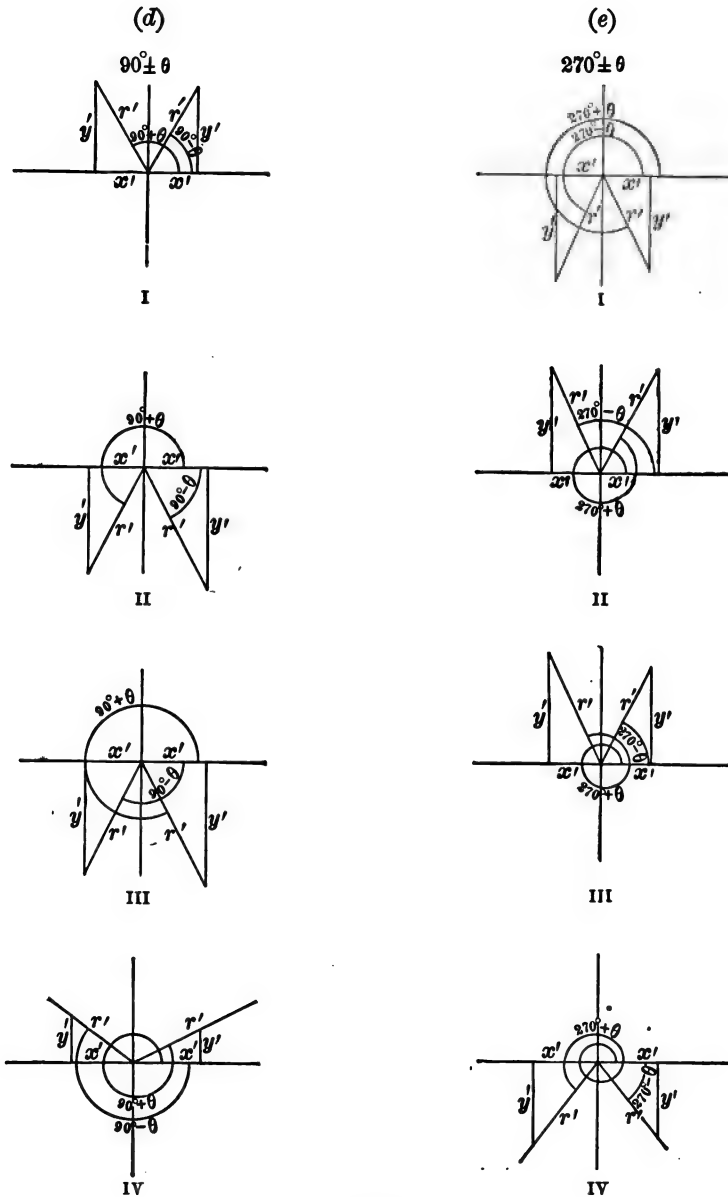 (d)
90° ± θ
y' r' r' y'
90°+θ 90°-θ
x' x'
I
90°+θ
x' x'
90°-θ
y' r' r' y'
II
90°+θ
x' x'
90°-θ
y' r' r' y'
III
y' r' r' y'
x' x'
90°+θ
90°-θ
IV
(e)
270° ± θ
270°+θ
270°-θ
x' x'
y' r' r' y'
I
r' r'
270°-θ
y' y'
x' x'
270°+θ
II
y' r' r' y'
270°-θ
x' x'
270°+θ
III
270°+θ
x' x'
270°-θ
y' r' r' y'
IV